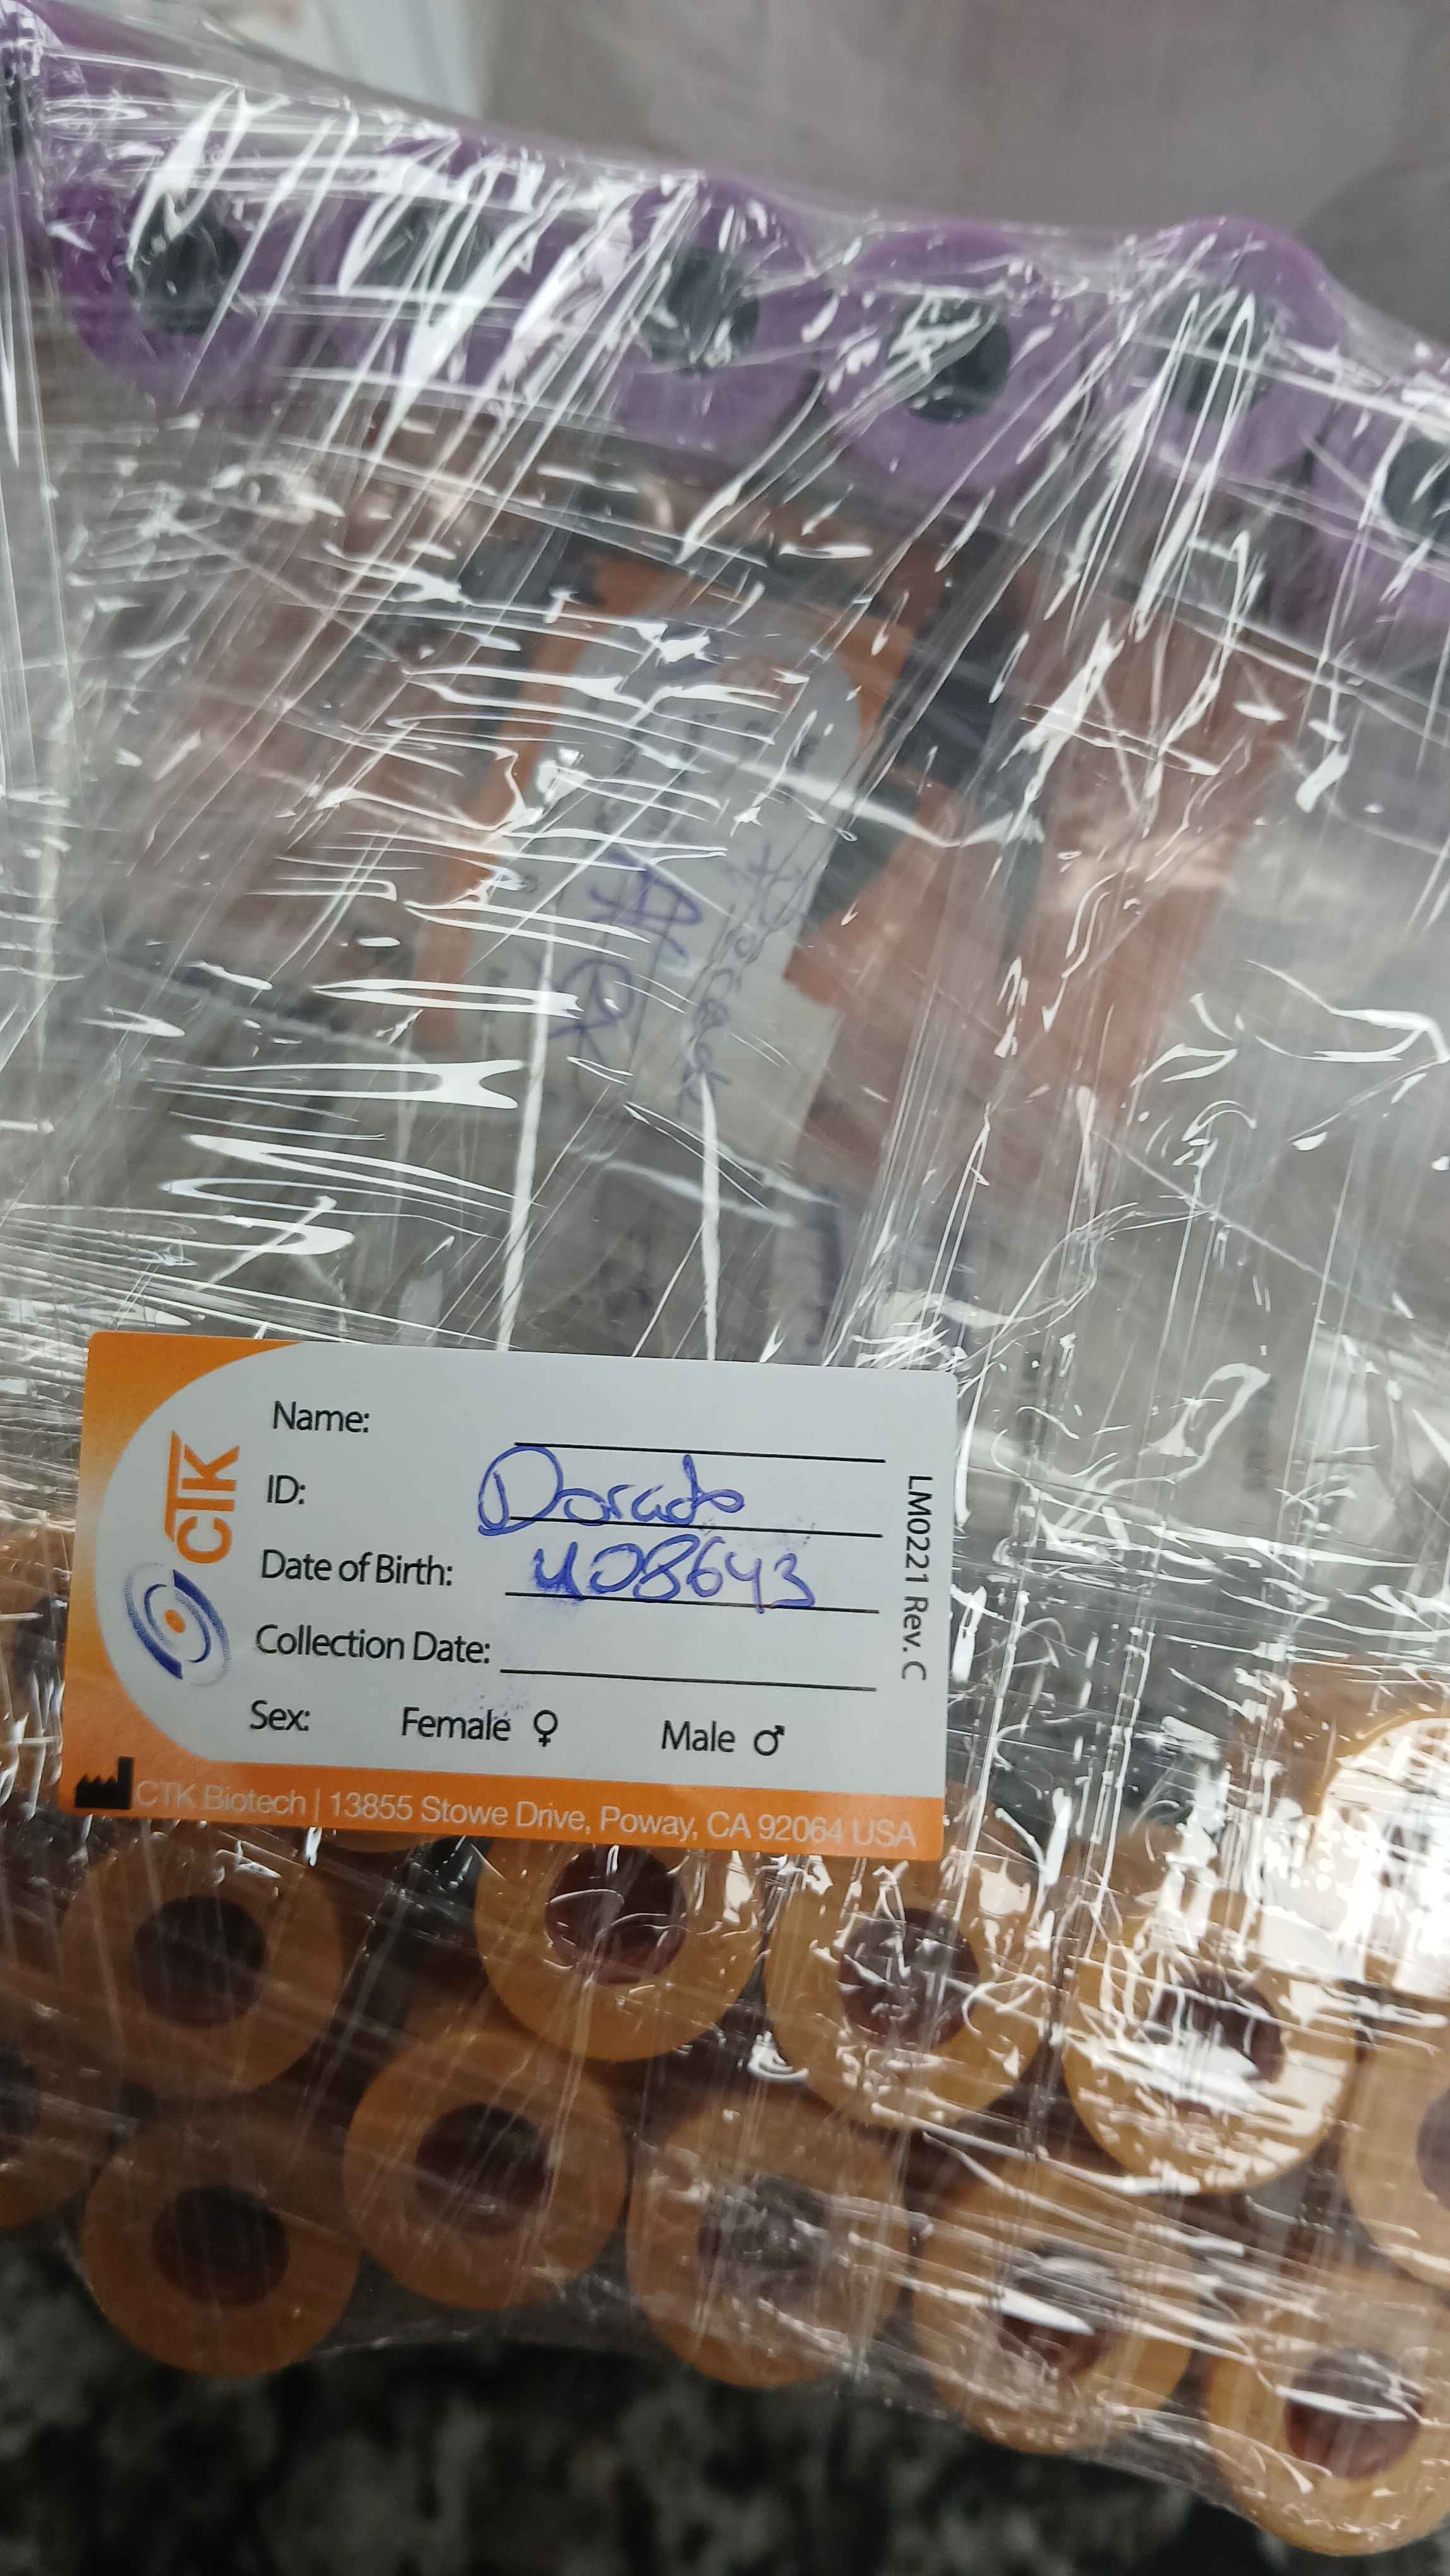 CTK
Name:
ID: Dorado
Date of Birth: 408643
Collection Date:
Sex: Female ♀ Male ♂
LM0221 Rev. C
CTK Biotech | 13855 Stowe Drive, Poway, CA 92064 USA